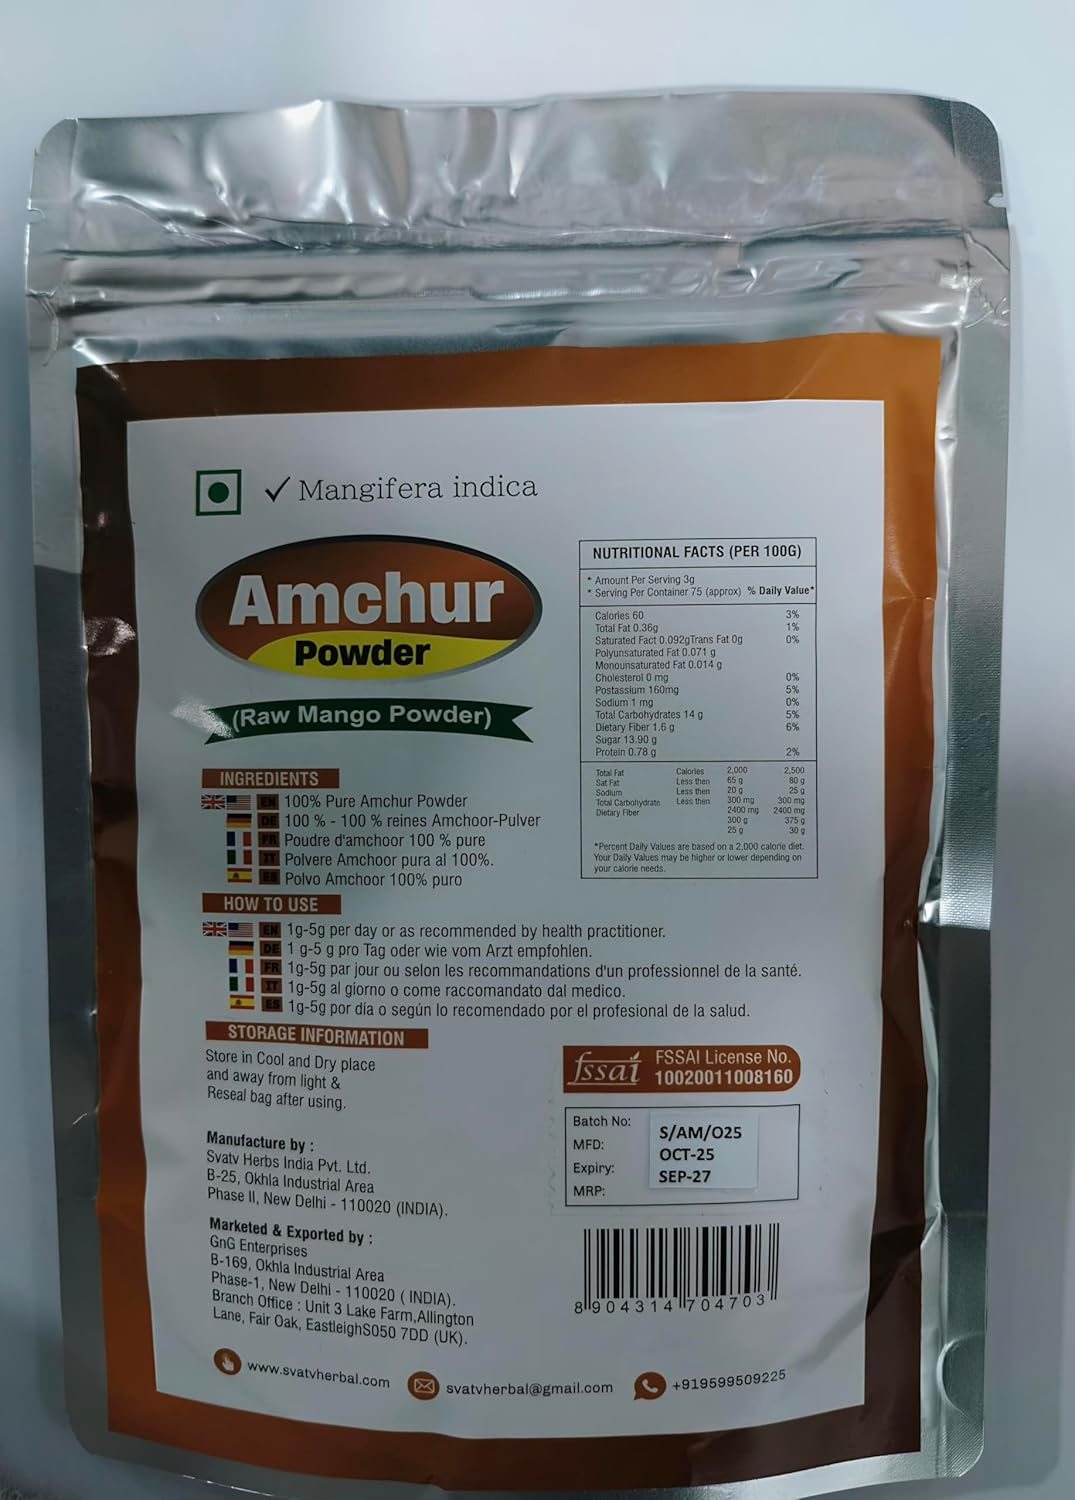 ✓ Mangifera indica
Amchur
Powder
(Raw Mango Powder)
NUTRITIONAL FACTS (PER 100G)
* Amount Per Serving 3g
* Serving Per Container 75 (approx) % Daily Value*
Calories 60 3%
Total Fat 0.36g 1%
Saturated Fact 0.092gTrans Fat 0g 0%
Polyunsaturated Fat 0.071 g
Monounsaturated Fat 0.014 g
Cholesterol 0 mg 0%
Postassium 160mg 5%
Sodium 1 mg 0%
Total Carbohydrates 14 g 5%
Dietary Fiber 1.6 g 6%
Sugar 13.90 g
Protein 0.78 g 2%
Calories 2,000 2,500
Total Fat Less then 65 g 80 g
Sat Fat Less then 20 g 25 g
Sodium Less then 300 mg 300 mg
Total Carbohydrate 2400 mg 2400 mg
Dietary Fiber 300 g 375 g
25 g 30 g
*Percent Daily Values are based on a 2,000 calorie diet.
Your Daily Values may be higher or lower depending on
your calorie needs.
INGREDIENTS
EN 100% Pure Amchur Powder
DE 100 % - 100 % reines Amchoor-Pulver
FR Poudre d'amchoor 100 % pure
IT Polvere Amchoor pura al 100%.
ES Polvo Amchoor 100% puro
HOW TO USE
EN 1g-5g per day or as recommended by health practitioner.
DE 1 g-5 g pro Tag oder wie vom Arzt empfohlen.
FR 1g-5g par jour ou selon les recommandations d'un professionnel de la santé.
IT 1g-5g al giorno o come raccomandato dal medico.
ES 1g-5g por día o según lo recomendado por el profesional de la salud.
STORAGE INFORMATION
Store in Cool and Dry place
and away from light &
Reseal bag after using.
fssai FSSAI License No.
10020011008160
Batch No: S/AM/O25
MFD: OCT-25
Expiry: SEP-27
MRP:
Manufacture by :
Svatv Herbs India Pvt. Ltd.
B-25, Okhla Industrial Area
Phase II, New Delhi - 110020 (INDIA).
Marketed & Exported by :
GnG Enterprises
B-169, Okhla Industrial Area
Phase-1, New Delhi - 110020 ( INDIA).
Branch Office : Unit 3 Lake Farm,Allington
Lane, Fair Oak, EastleighS050 7DD (UK).
8 904314 704703
www.svatvherbal.com
svatvherbal@gmail.com
+919599509225